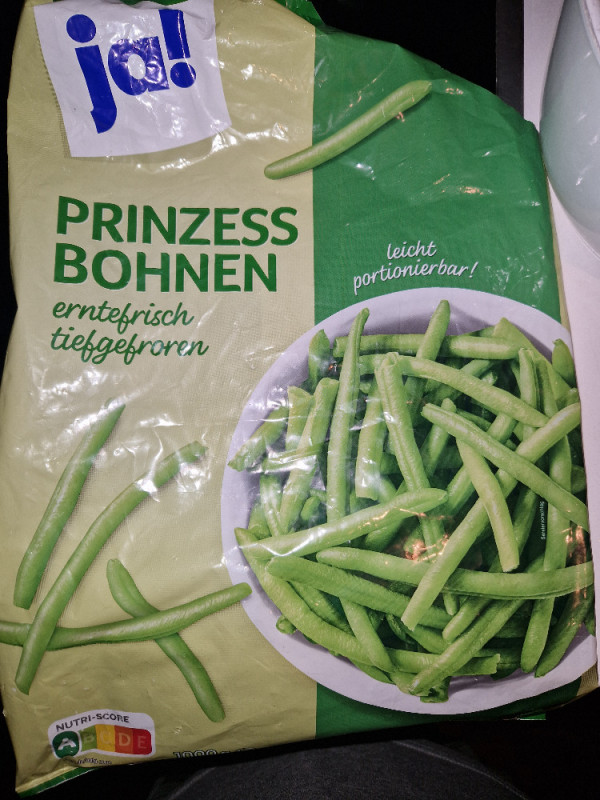 ja!
PRINZESS
BOHNEN
erntefrisch
tiefgefroren
leicht
portionierbar!
NUTRI-SCORE
A B C D E